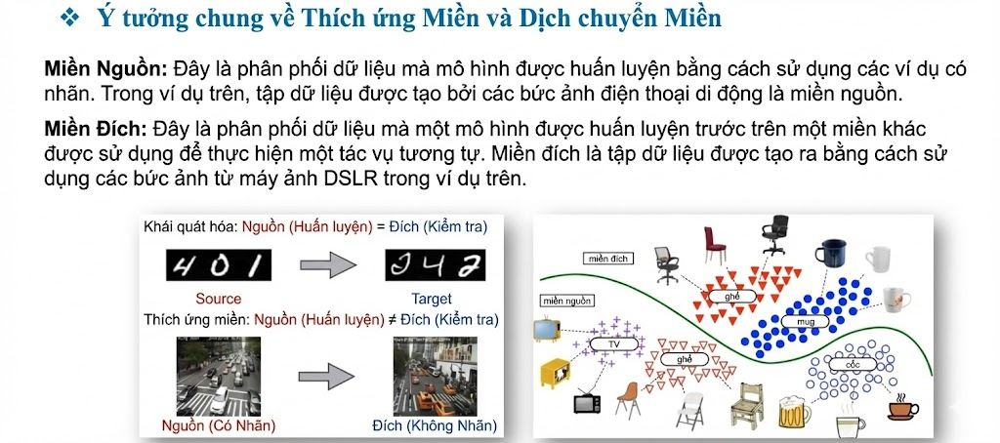 ❖ Ý tưởng chung về Thích ứng Miền và Dịch chuyển Miền
Miền Nguồn: Đây là phân phối dữ liệu mà mô hình được huấn luyện bằng cách sử dụng các ví dụ có
nhãn. Trong ví dụ trên, tập dữ liệu được tạo bởi các bức ảnh điện thoại di động là miền nguồn.
Miền Đích: Đây là phân phối dữ liệu mà một mô hình được huấn luyện trước trên một miền khác
được sử dụng để thực hiện một tác vụ tương tự. Miền đích là tập dữ liệu được tạo ra bằng cách sử
dụng các bức ảnh từ máy ảnh DSLR trong ví dụ trên.
Khái quát hóa: Nguồn (Huấn luyện) = Đích (Kiểm tra)
4 0 1
2 4 2
Source
Target
Thích ứng miền: Nguồn (Huấn luyện) ≠ Đích (Kiểm tra)
Nguồn (Có Nhãn)
Đích (Không Nhãn)
miền đích
miền nguồn
ghế
mug
TV
ghế
cốc